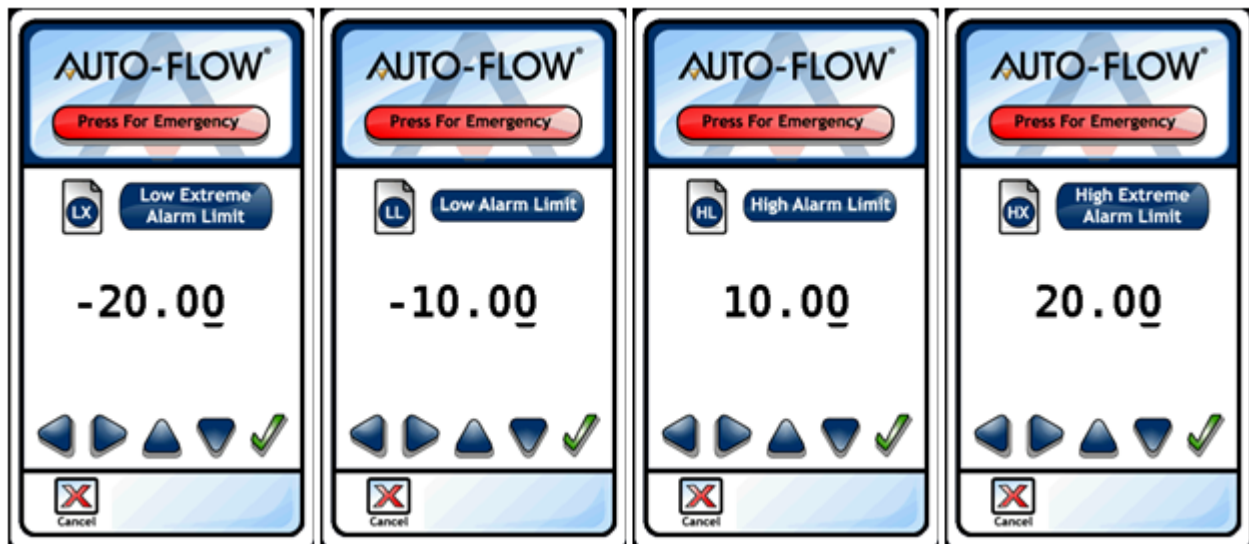 AUTO-FLOW®
Press For Emergency
LX
Low Extreme
Alarm Limit
-20.00
Cancel
AUTO-FLOW®
Press For Emergency
LL
Low Alarm Limit
-10.00
Cancel
AUTO-FLOW®
Press For Emergency
HL
High Alarm Limit
10.00
Cancel
AUTO-FLOW®
Press For Emergency
HX
High Extreme
Alarm Limit
20.00
Cancel